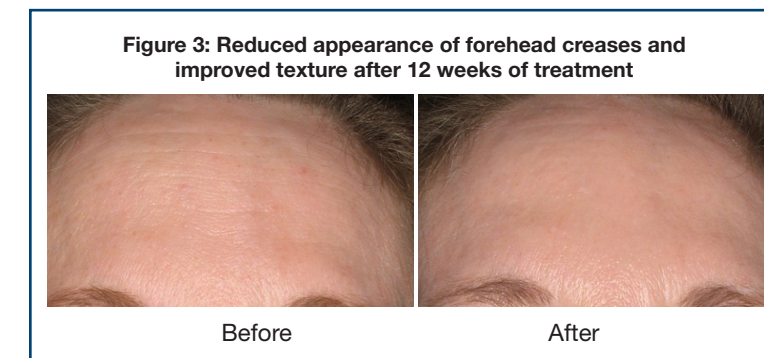 Figure 3: Reduced appearance of forehead creases and
improved texture after 12 weeks of treatment
Before
After